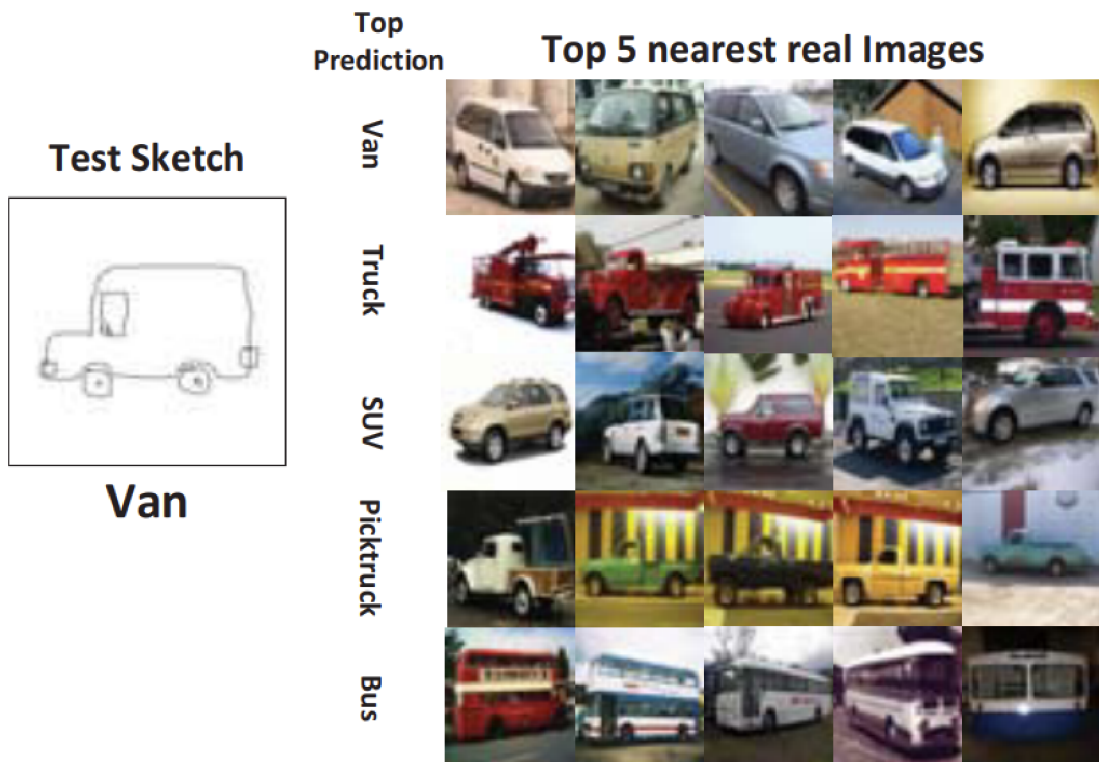 Top
Prediction
Top 5 nearest real Images
Test Sketch
Van
Van
Truck
SUV
Picktruck
Bus